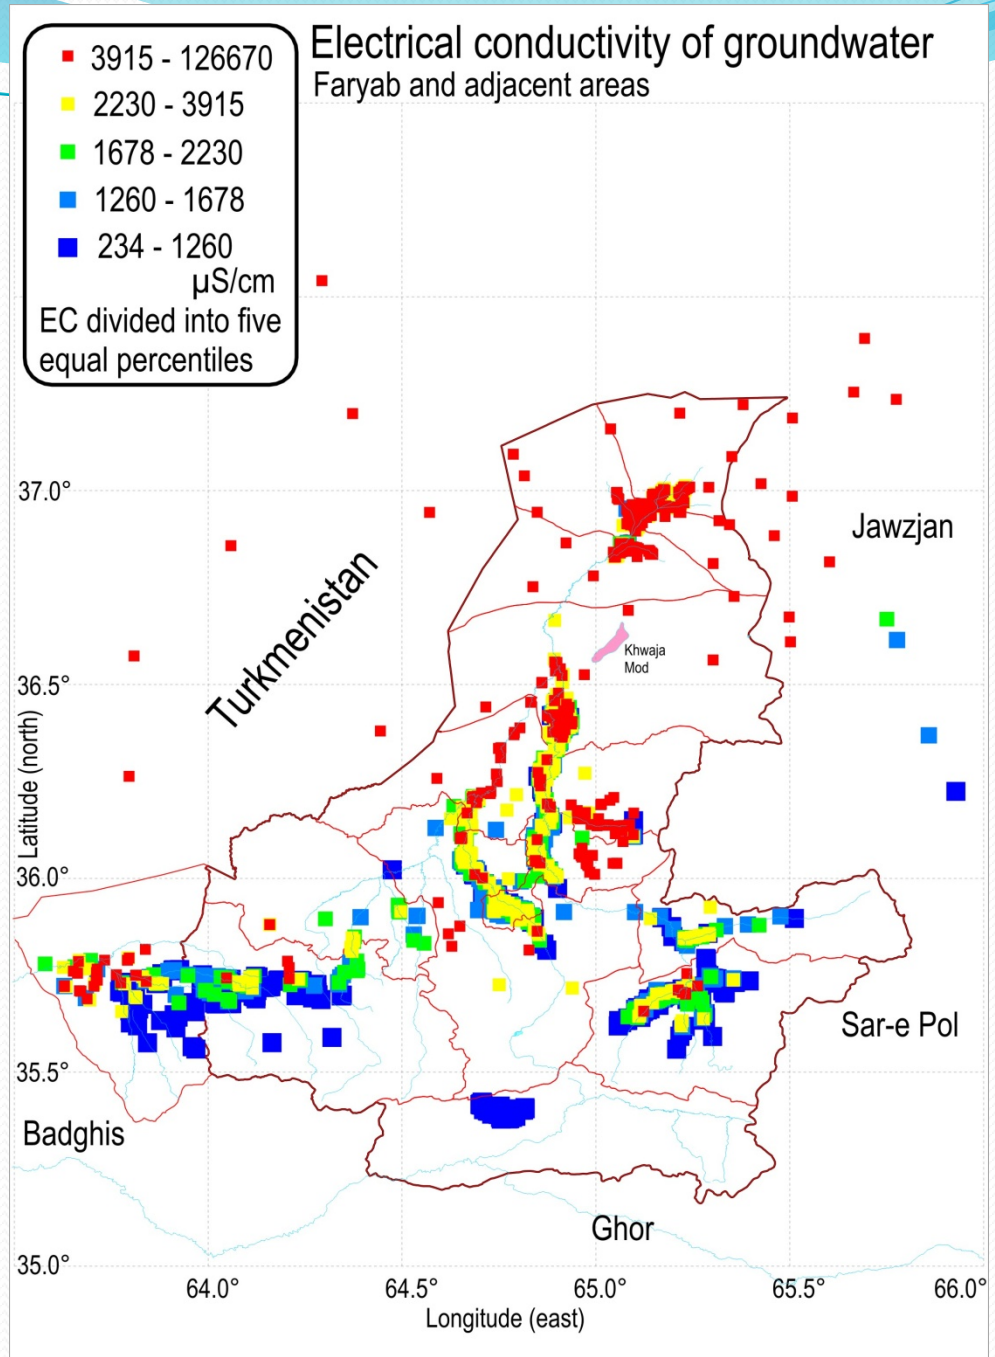 Electrical conductivity of groundwater
Faryab and adjacent areas
3915 - 126670
2230 - 3915
1678 - 2230
1260 - 1678
234 - 1260
µS/cm
EC divided into five
equal percentiles
37.0°
Jawzjan
Turkmenistan
Khwaja
Mod
36.5°
Latitude (north)
36.0°
Sar-e Pol
35.5°
Badghis
Ghor
35.0°
64.0°
64.5°
65.0°
65.5°
66.0°
Longitude (east)